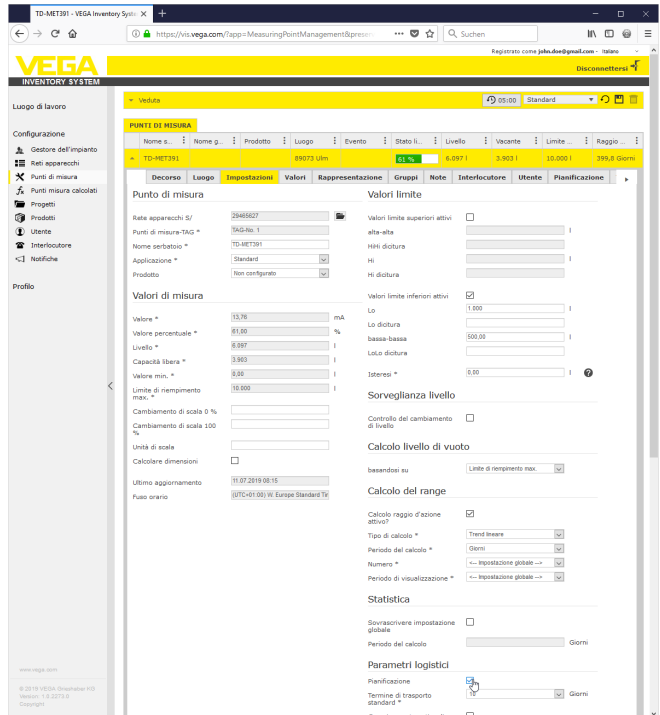 TD-MET391 - VEGA Inventory Syste
https://vis.vega.com/?app=MeasuringPointManagement&presen
Suchen
Registrato come john.doe@gmail.com - Italiano
VEGA
INVENTORY SYSTEM
Disconnettersi
Luogo di lavoro
Configurazione
Gestore dell'impianto
Reti apparecchi
Punti di misura
Punti misura calcolati
Progetti
Prodotti
Utente
Interlocutore
Notifiche
Profilo
www.vega.com
© 2019 VEGA Grieshaber KG
Version: 1.0.2273.0
Copyright
Veduta
05:00
Standard
PUNTI DI MISURA
Nome s... Nome g... Prodotto Luogo Evento Stato li... Livello Vacante Limite ... Raggio ...
TD-MET391 89073 Ulm 61 % 6.097 l 3.903 l 10.000 l 399,8 Giorni
Decorso Luogo Impostazioni Valori Rappresentazione Gruppi Note Interlocutore Utente Pianificazione
Punto di misura
Rete apparecchi S/ 29465627
Punti di misura-TAG * TAG-No. 1
Nome serbatoio * TD-MET391
Applicazione * Standard
Prodotto Non configurato
Valori di misura
Valore * 13,76 mA
Valore percentuale * 61,00 %
Livello * 6.097 l
Capacità libera * 3.903 l
Valore min. * 0,00 l
Limite di riempimento max. * 10.000 l
Cambiamento di scala 0 %
Cambiamento di scala 100 %
Unità di scala
Calcolare dimensioni
Ultimo aggiornamento 11.07.2019 08:15
Fuso orario (UTC+01:00) W. Europe Standard Tir
Valori limite
Valori limite superiori attivi
alta-alta l
HiHi dicitura
Hi l
Hi dicitura
Valori limite inferiori attivi
Lo 1.000 l
Lo dicitura
bassa-bassa 500,00 l
LoLo dicitura
Isteresi * 0,00 l
Sorveglianza livello
Controllo del cambiamento di livello
Calcolo livello di vuoto
basandosi su Limite di riempimento max.
Calcolo del range
Calcolo raggio d'azione attivo?
Tipo di calcolo * Trend lineare
Periodo del calcolo * Giorni
Numero * <-- Impostazione globale -->
Periodo di visualizzazione * <-- Impostazione globale -->
Statistica
Sovrascrivere impostazione globale
Periodo del calcolo Giorni
Parametri logistici
Pianificazione
Termine di trasporto standard * 10 Giorni